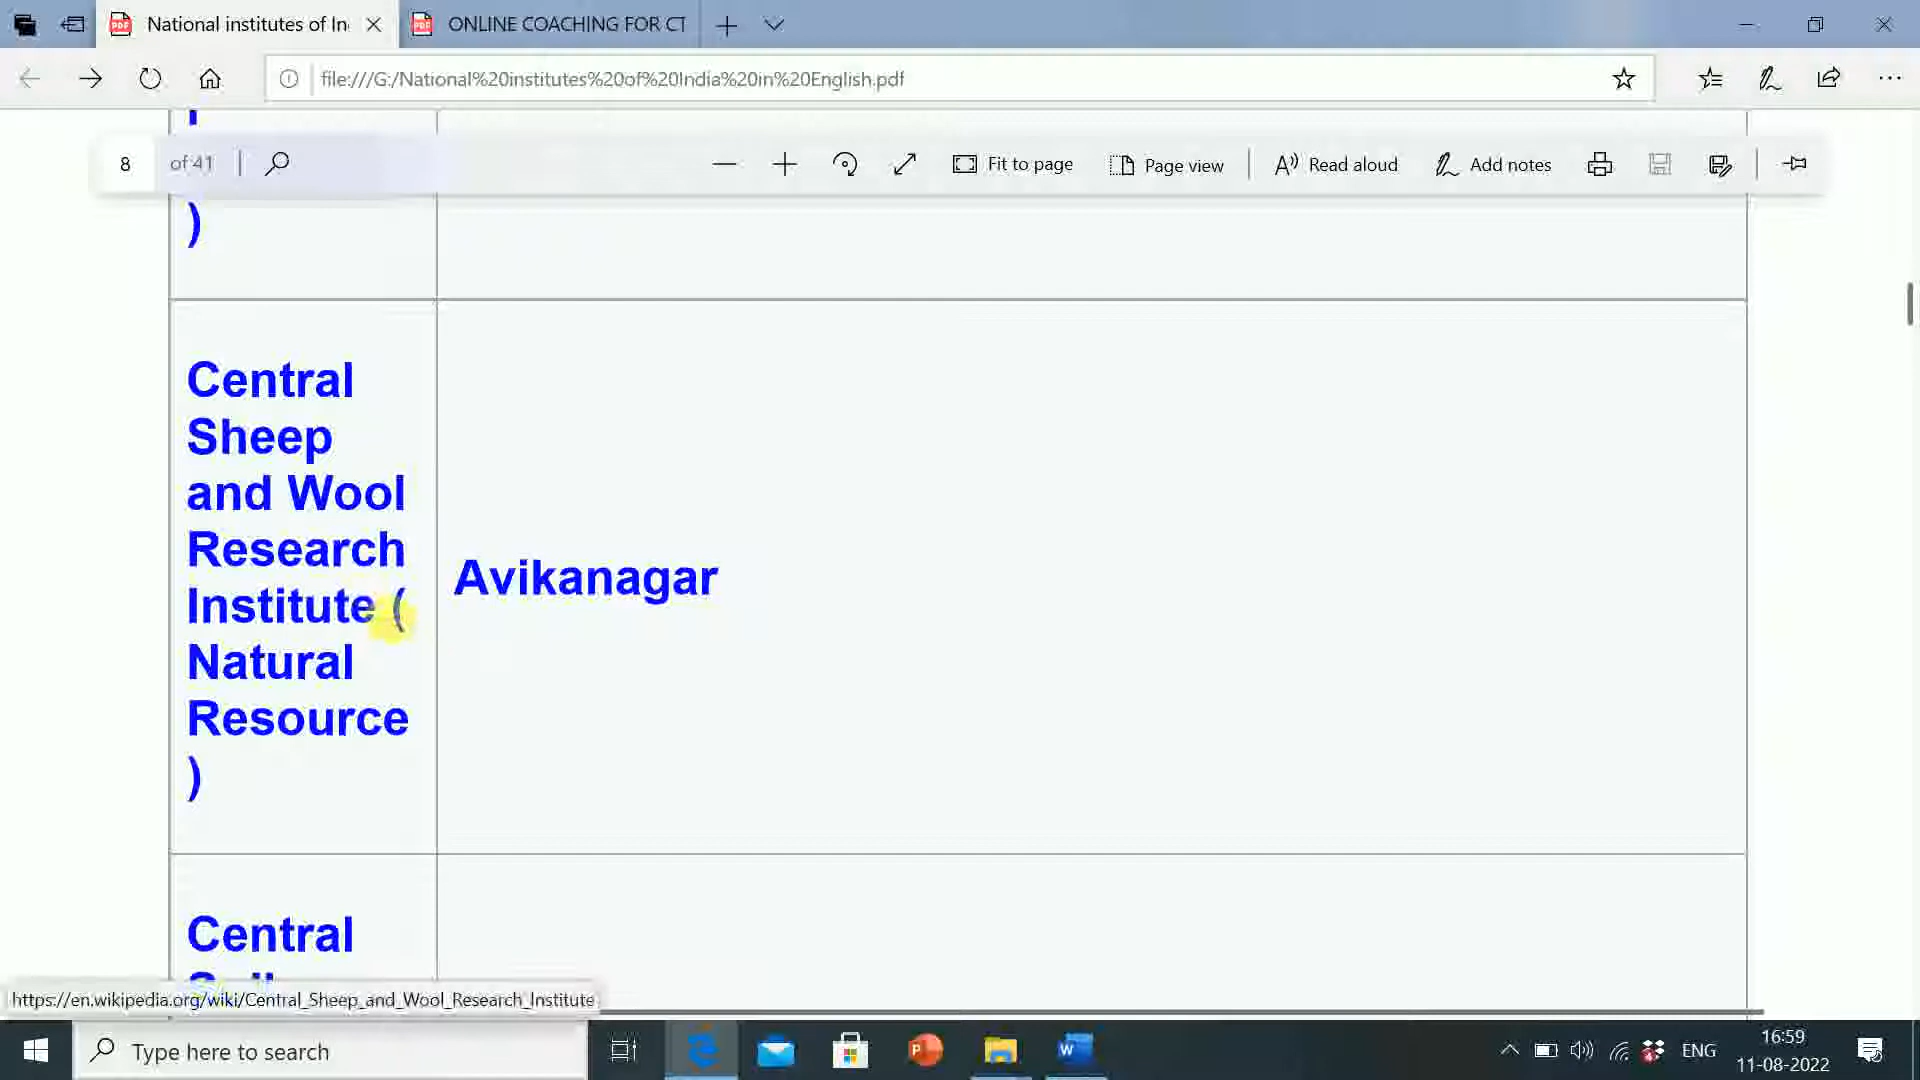 National institutes of In
ONLINE COACHING FOR CT
file:///G:/National%20institutes%20of%20India%20in%20English.pdf
8 of 41
Fit to page
Page view
Read aloud
Add notes
)
Central
Sheep
and Wool
Research
Institute (
Natural
Resource
)
Avikanagar
Central
https://en.wikipedia.org/wiki/Central_Sheep_and_Wool_Research_Institute
Type here to search
ENG
16:59
11-08-2022